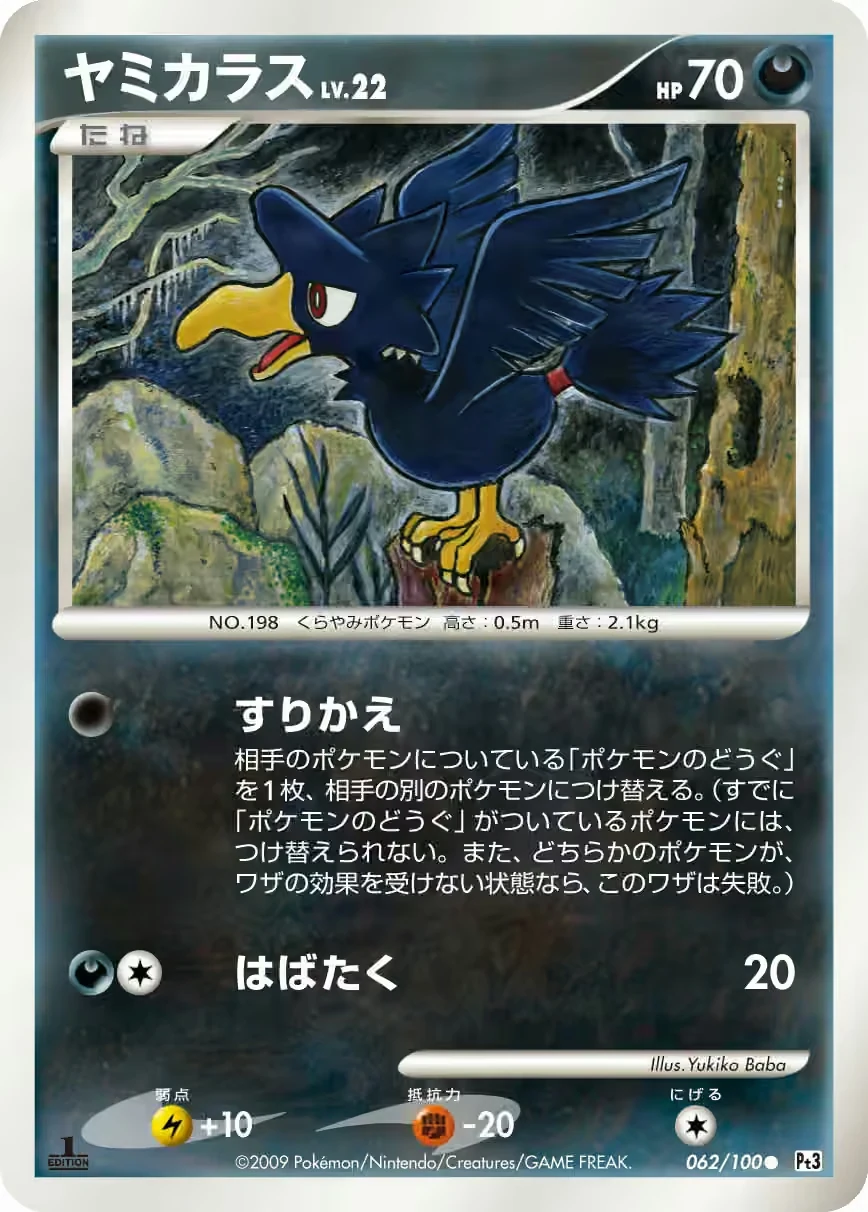 ヤミカラス LV.22 HP 70
たね
NO.198 くらやみポケモン 高さ：0.5m 重さ：2.1kg
すりかえ
相手のポケモンについている「ポケモンのどうぐ」
を1枚、相手の別のポケモンにつけ替える。（すでに
「ポケモンのどうぐ」がついているポケモンには、
つけ替えられない。また、どちらかのポケモンが、
ワザの効果を受けない状態なら、このワザは失敗。）
はばたく 20
Illus.Yukiko Baba
弱点 抵抗力 にげる
+10 -20
1 EDITION ©2009 Pokémon/Nintendo/Creatures/GAME FREAK. 062/100 Pt3